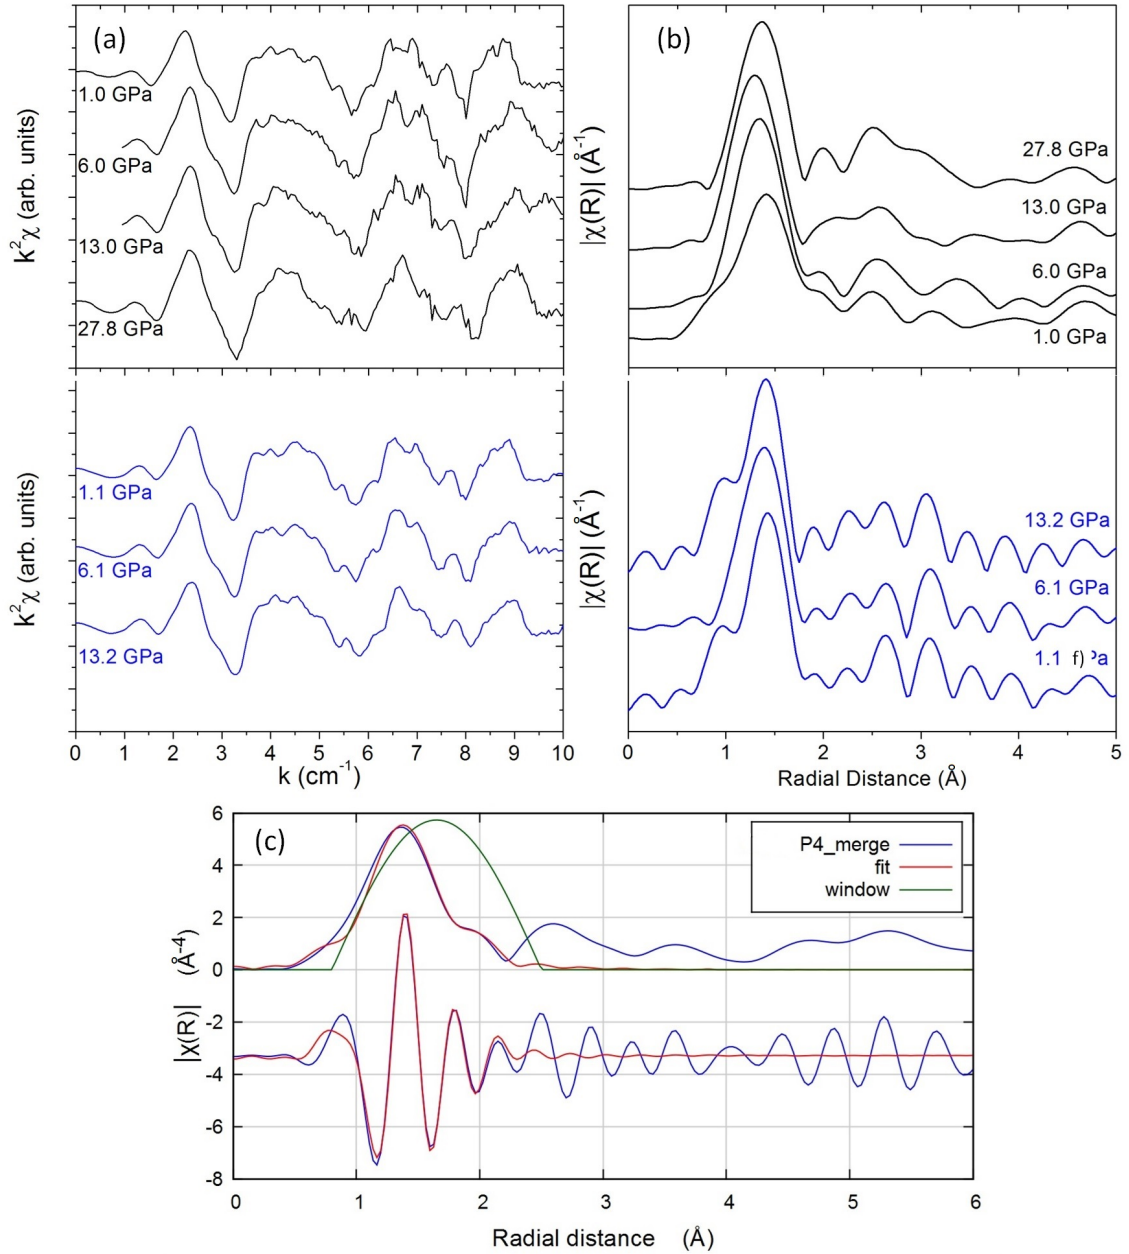 (a)
1.0 GPa
6.0 GPa
13.0 GPa
27.8 GPa
k²χ (arb. units)
(b)
27.8 GPa
13.0 GPa
6.0 GPa
1.0 GPa
|χ(R)| (Å⁻¹)
1.1 GPa
6.1 GPa
13.2 GPa
k²χ (arb. units)
0 1 2 3 4 5 6 7 8 9 10
k (cm⁻¹)
13.2 GPa
6.1 GPa
1.1 f) Pa
|χ(R)| (Å⁻¹)
0 1 2 3 4 5
Radial Distance (Å)
(c)
P4_merge
fit
window
6
4
2
0
-2
-4
-6
-8
|χ(R)| (Å⁻⁴)
0 1 2 3 4 5 6
Radial distance (Å)